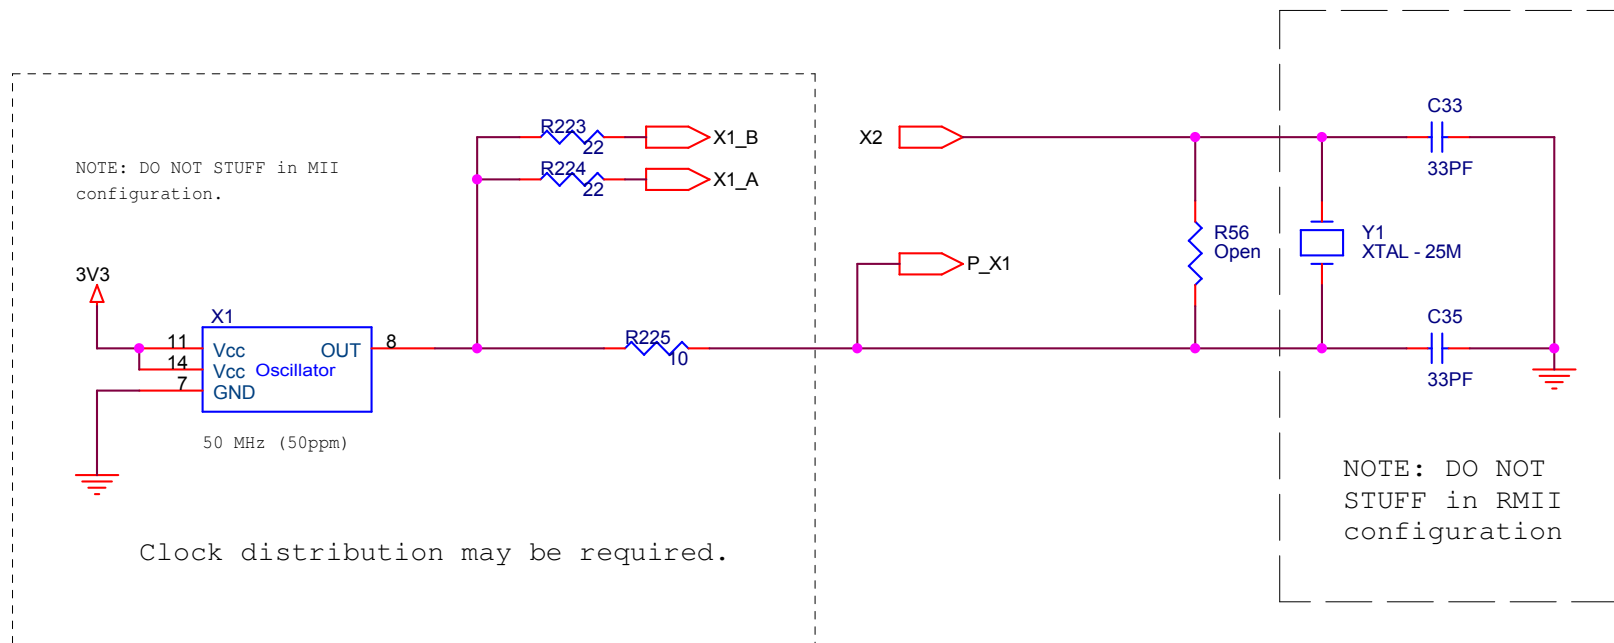 C33
R223
X1_B
X2
22
NOTE: DO NOT STUFF in MII
configuration.
R224
33PF
X1_A
22
R56
Open
Y1
XTAL - 25M
P_X1
3V3
X1
C35
11
Vcc
OUT
8
R225
14
Vcc
Oscillator
10
7
GND
33PF
50 MHz (50ppm)
NOTE: DO NOT
STUFF in RMII
configuration
Clock distribution may be required.